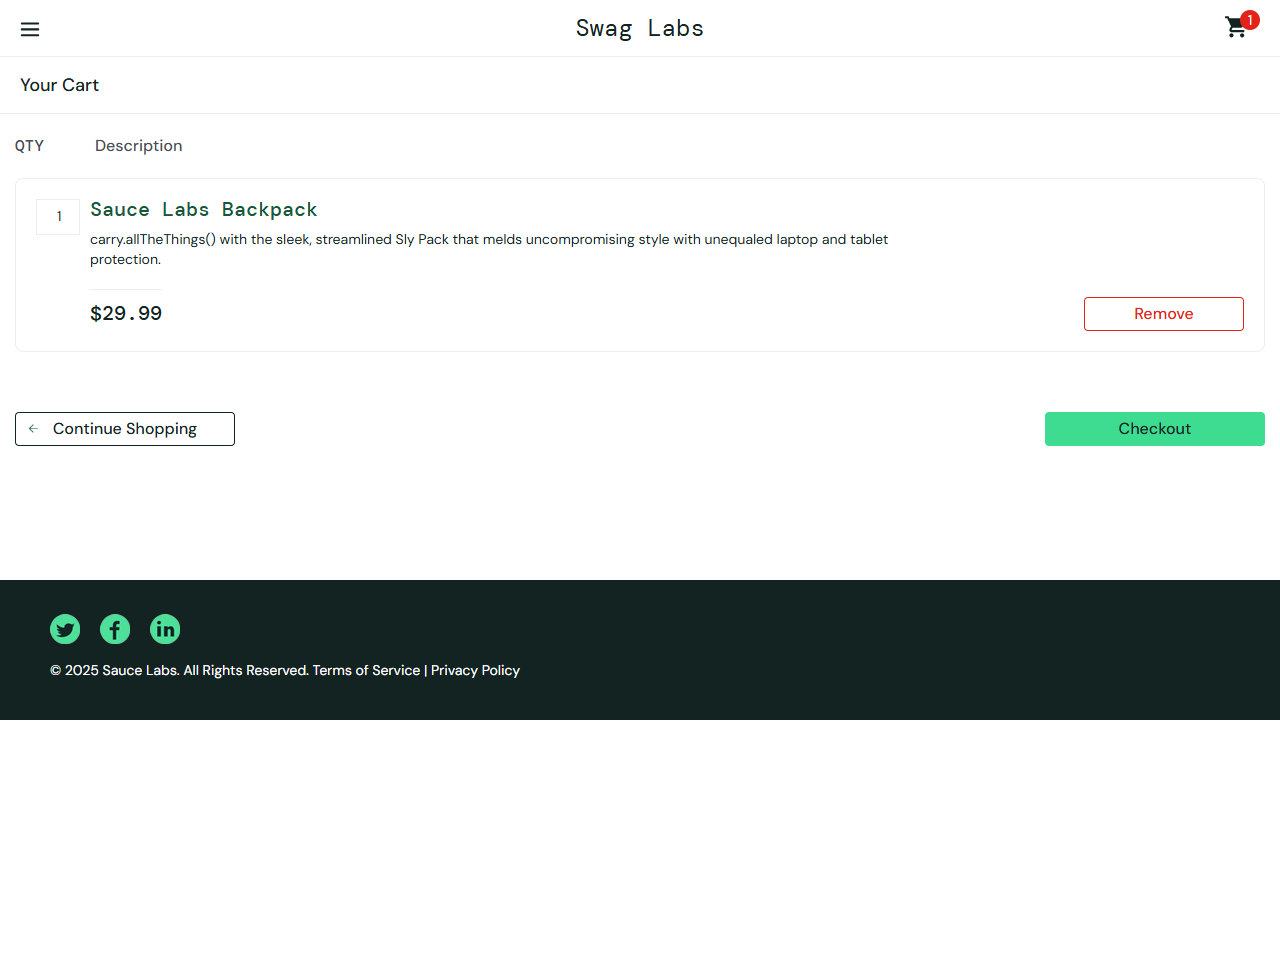 Swag Labs
1
Your Cart
QTY
Description
1
Sauce Labs Backpack
carry.allTheThings() with the sleek, streamlined Sly Pack that melds uncompromising style with unequaled laptop and tablet
protection.
$29.99
Remove
Continue Shopping
Checkout
© 2025 Sauce Labs. All Rights Reserved. Terms of Service | Privacy Policy